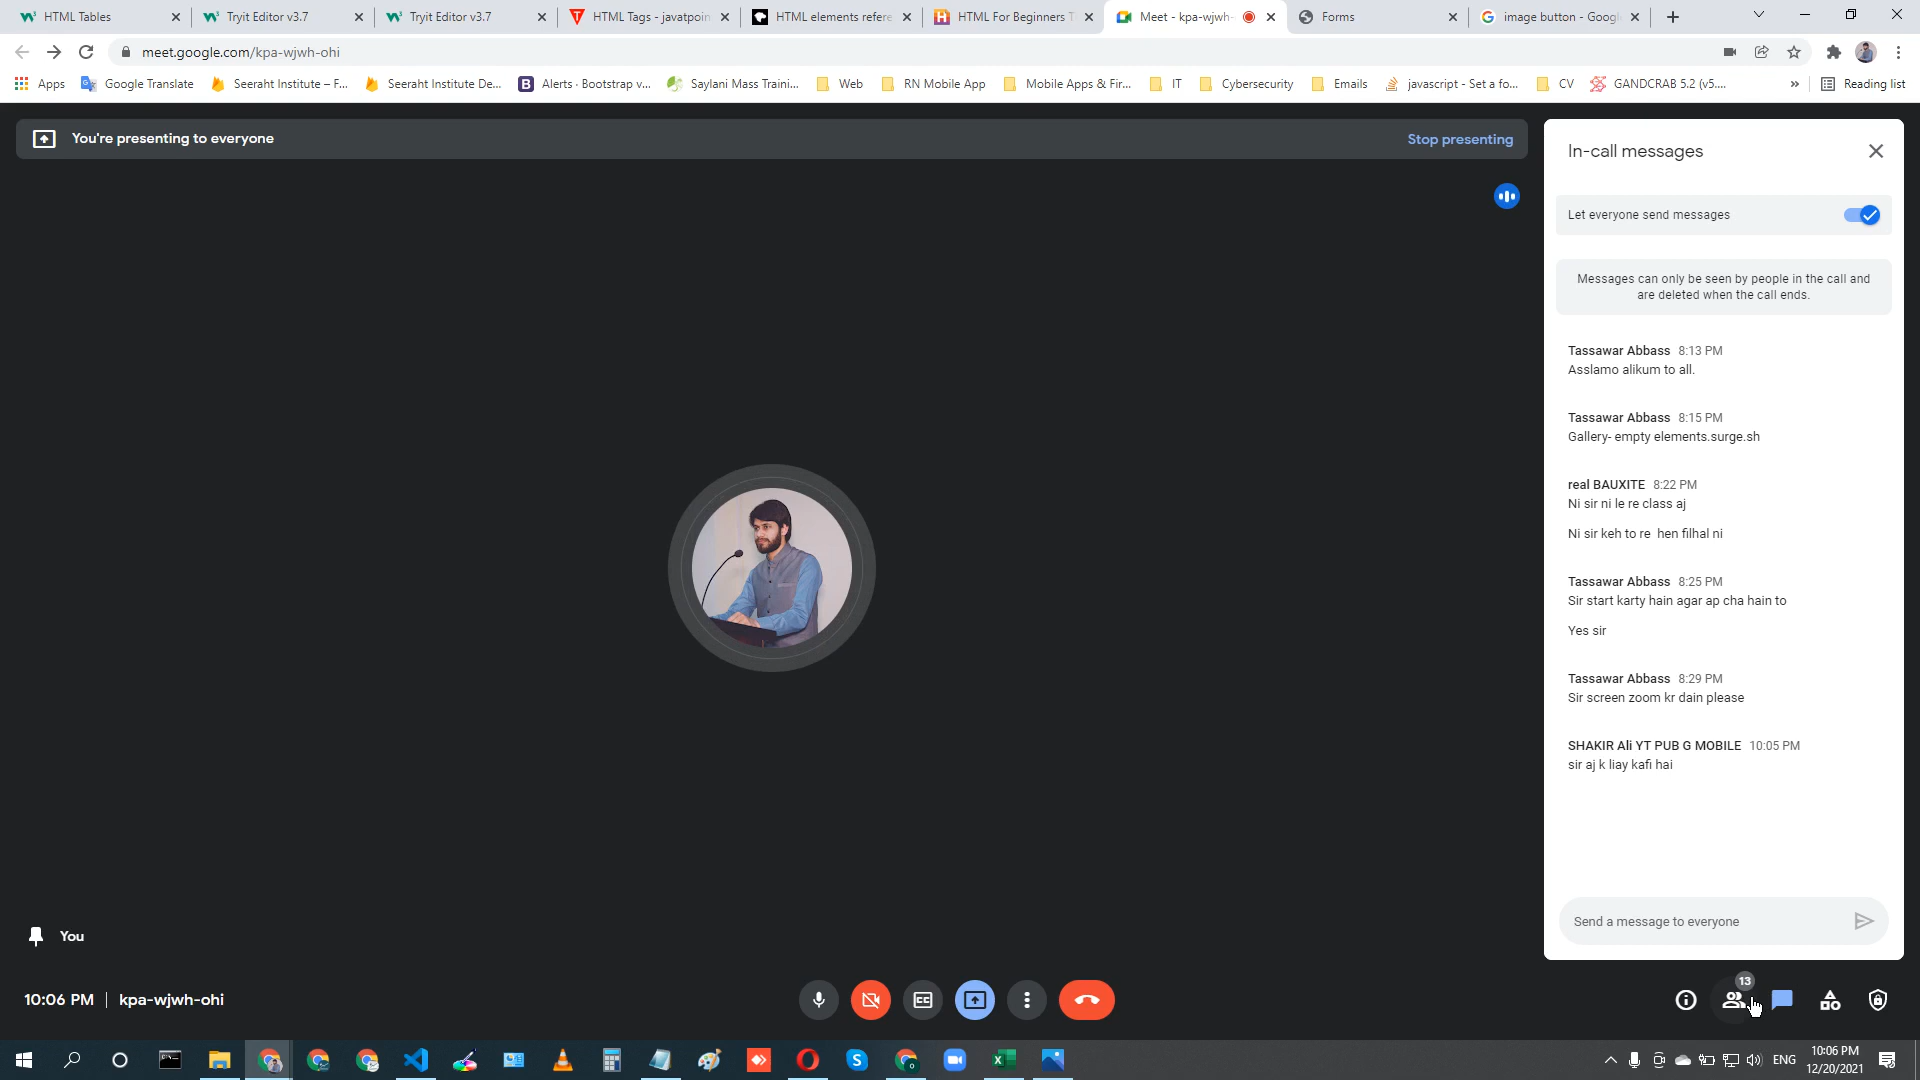 HTML Tables
Tryit Editor v3.7
Tryit Editor v3.7
HTML Tags - javatpoin
HTML elements refere
HTML For Beginners T
Meet - kpa-wjwh-
Forms
image button - Googl
meet.google.com/kpa-wjwh-ohi
Apps
Google Translate
Seeraht Institute – F...
Seeraht Institute De...
Alerts · Bootstrap v...
Saylani Mass Traini...
Web
RN Mobile App
Mobile Apps & Fir...
IT
Cybersecurity
Emails
javascript - Set a fo...
CV
GANDCRAB 5.2 (v5....
»
Reading list
You're presenting to everyone
Stop presenting
In-call messages
Let everyone send messages
Messages can only be seen by people in the call and
are deleted when the call ends.
Tassawar Abbass 8:13 PM
Asslamo alikum to all.
Tassawar Abbass 8:15 PM
Gallery- empty elements.surge.sh
real BAUXITE 8:22 PM
Ni sir ni le re class aj
Ni sir keh to re hen filhal ni
Tassawar Abbass 8:25 PM
Sir start karty hain agar ap cha hain to
Yes sir
Tassawar Abbass 8:29 PM
Sir screen zoom kr dain please
SHAKIR Ali YT PUB G MOBILE 10:05 PM
sir aj k liay kafi hai
Send a message to everyone
You
10:06 PM | kpa-wjwh-ohi
13
ENG
10:06 PM
12/20/2021